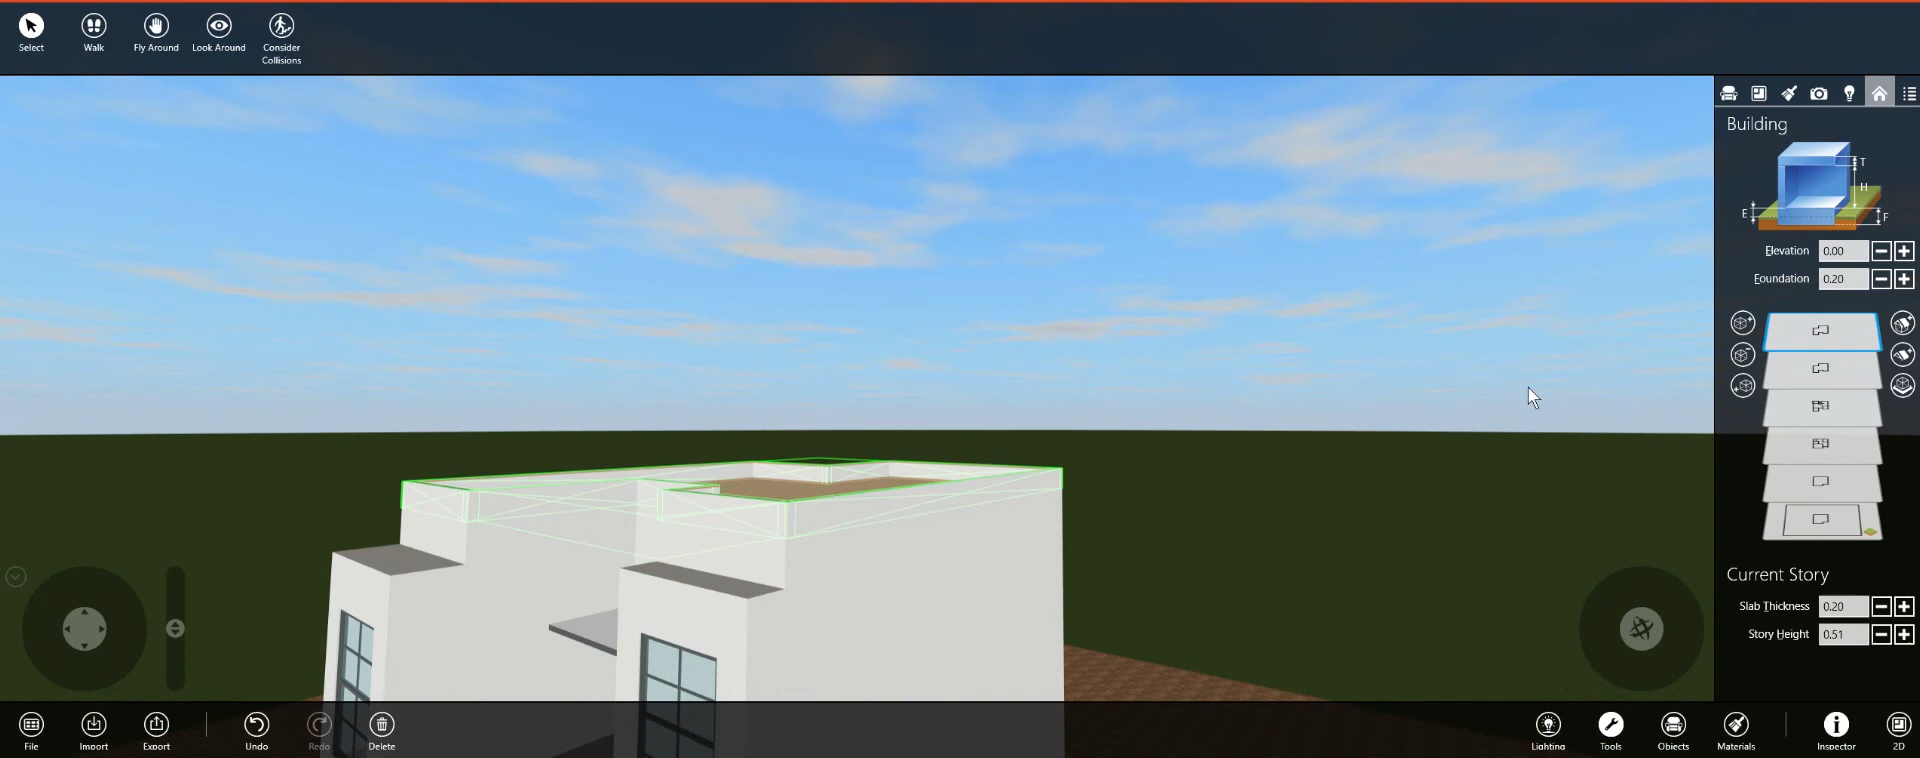 Select
Walk
Fly Around
Look Around
Consider
Collisions
Building
T
H
E
F
Elevation 0.00
Foundation 0.20
Current Story
Slab Thickness 0.20
Story Height 0.51
File
Import
Export
Undo
Redo
Delete
Lighting
Tools
Objects
Materials
Inspector
2D